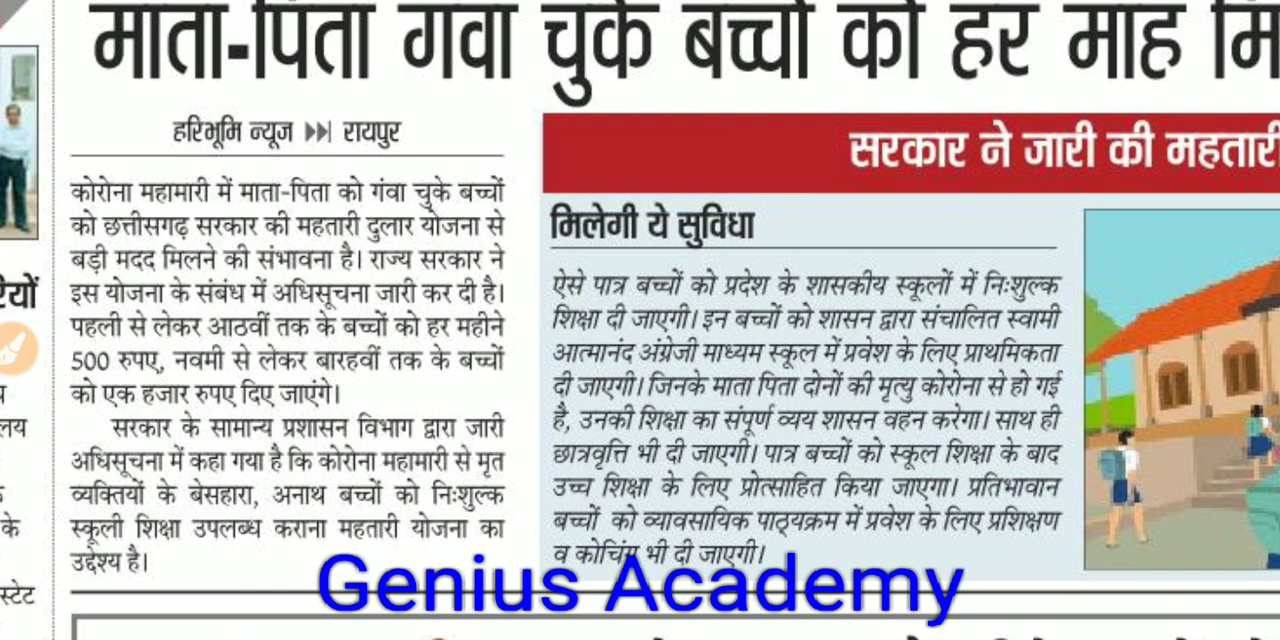 माता-पिता गंवा चुके बच्चों को हर माह
हरिभूमि न्यूज रायपुर
कोरोना महामारी में माता-पिता को गंवा चुके बच्चों
को छत्तीसगढ़ सरकार की महतारी दुलार योजना से
बड़ी मदद मिलने की संभावना है। राज्य सरकार ने
इस योजना के संबंध में अधिसूचना जारी कर दी है।
पहली से लेकर आठवीं तक के बच्चों को हर महीने
500 रुपए, नवमी से लेकर बारहवीं तक के बच्चों
को एक हजार रुपए दिए जाएंगे।
सरकार के सामान्य प्रशासन विभाग द्वारा जारी
अधिसूचना में कहा गया है कि कोरोना महामारी से मृत
व्यक्तियों के बेसहारा, अनाथ बच्चों को निःशुल्क
स्कूली शिक्षा उपलब्ध कराना महतारी योजना का
उद्देश्य है।
सरकार ने जारी की महतारी
मिलेगी ये सुविधा
ऐसे पात्र बच्चों को प्रदेश के शासकीय स्कूलों में निःशुल्क
शिक्षा दी जाएगी। इन बच्चों को शासन द्वारा संचालित स्वामी
आत्मानंद अंग्रेजी माध्यम स्कूल में प्रवेश के लिए प्राथमिकता
दी जाएगी। जिनके माता पिता दोनों की मृत्यु कोरोना से हो गई
है, उनकी शिक्षा का संपूर्ण व्यय शासन वहन करेगा। साथ ही
छात्रवृत्ति भी दी जाएगी। पात्र बच्चों को स्कूल शिक्षा के बाद
उच्च शिक्षा के लिए प्रोत्साहित किया जाएगा। प्रतिभावान
बच्चों को व्यावसायिक पाठ्यक्रम में प्रवेश के लिए प्रशिक्षण
व कोचिंग भी दी जाएगी।
Genius Academy